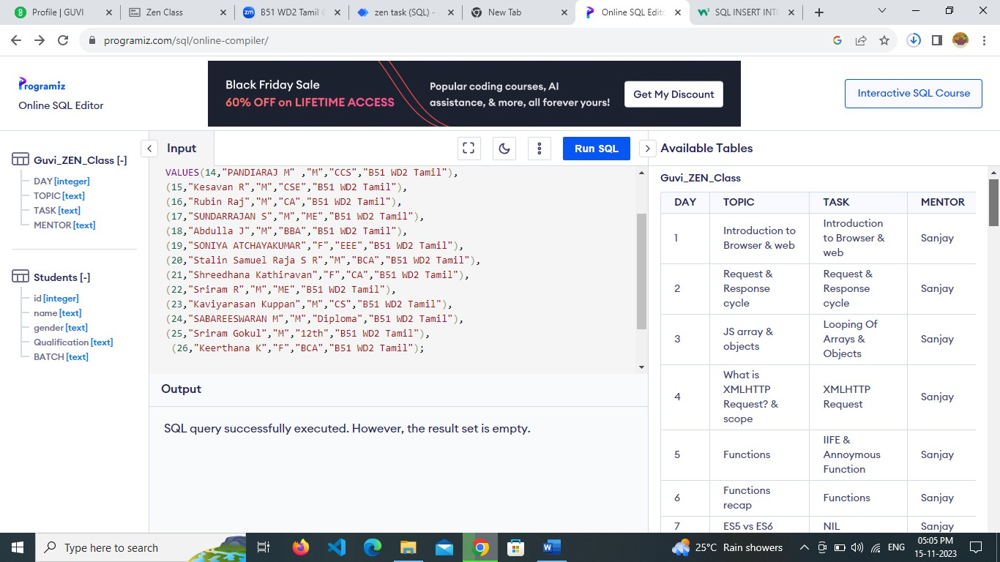 Profile | GUVI
Zen Class
B51 WD2 Tamil
zen task (SQL) -
New Tab
Online SQL Edito
SQL INSERT INTO
programiz.com/sql/online-compiler/
Programiz
Online SQL Editor
Black Friday Sale
60% OFF on LIFETIME ACCESS
Popular coding courses, AI
assistance, & more, all forever yours!
Get My Discount
Interactive SQL Course
Guvi_ZEN_Class [-]
DAY [integer]
TOPIC [text]
TASK [text]
MENTOR [text]
Students [-]
id [integer]
name [text]
gender [text]
Qualification [text]
BATCH [text]
Input
Run SQL
VALUES(14,"PANDIARAJ M" ,"M","CCS","B51 WD2 Tamil"),
(15,"Kesavan R","M","CSE","B51 WD2 Tamil"),
(16,"Rubin Raj","M","CA","B51 WD2 Tamil"),
(17,"SUNDARRAJAN S","M","ME","B51 WD2 Tamil"),
(18,"Abdulla J","M","BBA","B51 WD2 Tamil"),
(19,"SONIYA ATCHAYAKUMAR","F","EEE","B51 WD2 Tamil"),
(20,"Stalin Samuel Raja S R","M","BCA","B51 WD2 Tamil"),
(21,"Shreedhana Kathiravan","F","CA","B51 WD2 Tamil"),
(22,"Sriram R","M","ME","B51 WD2 Tamil"),
(23,"Kaviyarasan Kuppan","M","CS","B51 WD2 Tamil"),
(24,"SABAREESWARAN M","M","Diploma","B51 WD2 Tamil"),
(25,"Sriram Gokul","M","12th","B51 WD2 Tamil"),
(26,"Keerthana K","F","BCA","B51 WD2 Tamil");
Output
SQL query successfully executed. However, the result set is empty.
Available Tables
Guvi_ZEN_Class
DAY TOPIC TASK MENTOR
1 Introduction to Browser & web Introduction to Browser & web Sanjay
2 Request & Response cycle Request & Response cycle Sanjay
3 JS array & objects Looping Of Arrays & Objects Sanjay
4 What is XMLHTTP Request? & scope XMLHTTP Request Sanjay
5 Functions IIFE & Annoymous Function Sanjay
6 Functions recap Functions Sanjay
7 ES5 vs ES6 NIL Sanjay
Type here to search
25°C Rain showers
ENG
05:05 PM
15-11-2023